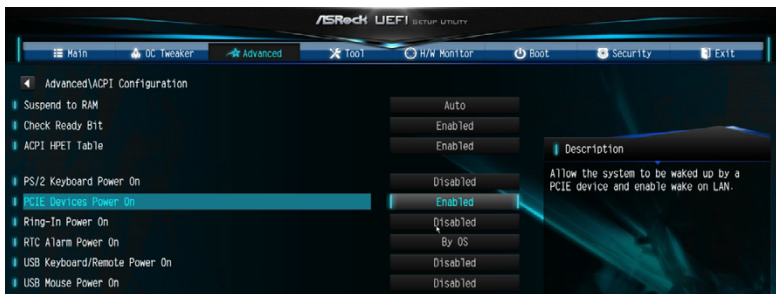 ASRock UEFI SETUP UTILITY
Main OC Tweaker Advanced Tool H/W Monitor Boot Security Exit
Advanced\ACPI Configuration
Suspend to RAM Auto
Check Ready Bit Enabled
ACPI HPET Table Enabled
Description
Allow the system to be waked up by a
PCIE device and enable wake on LAN.
PS/2 Keyboard Power On Disabled
PCIE Devices Power On Enabled
Ring-In Power On Disabled
RTC Alarm Power On By OS
USB Keyboard/Remote Power On Disabled
USB Mouse Power On Disabled